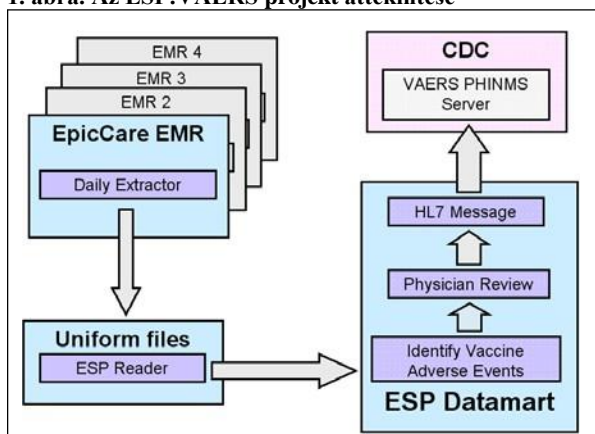 1. ábra. Az ESP:VAERS projekt áttekintése
EMR 4
EMR 3
EMR 2
EpicCare EMR
Daily Extractor
Uniform files
ESP Reader
CDC
VAERS PHINMS
Server
HL7 Message
Physician Review
Identify Vaccine
Adverse Events
ESP Datamart